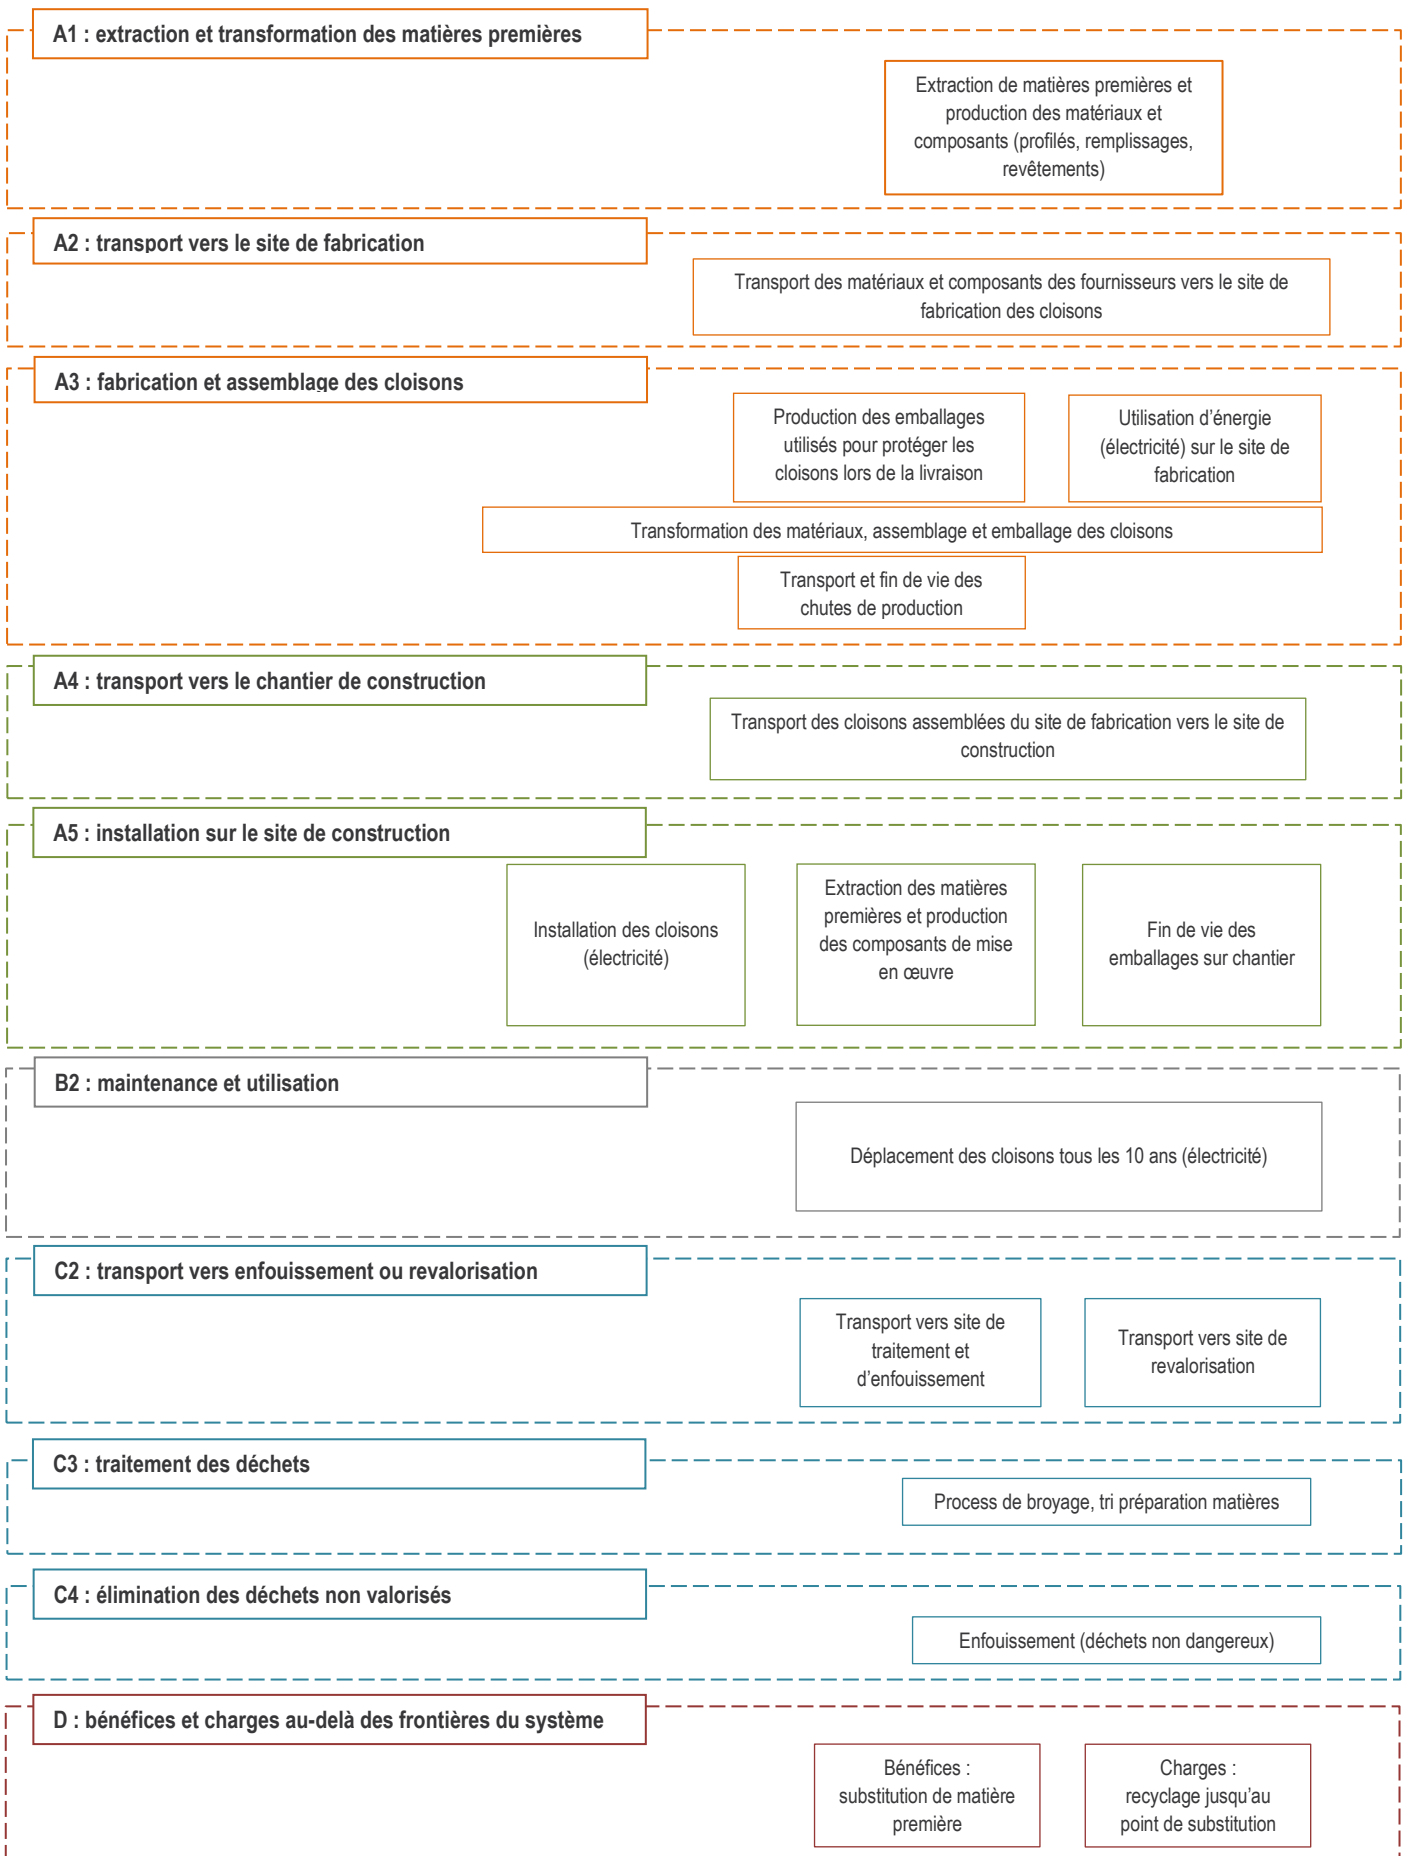 A1 : extraction et transformation des matières premières
Extraction de matières premières et
production des matériaux et
composants (profilés, remplissages,
revêtements)
A2 : transport vers le site de fabrication
Transport des matériaux et composants des fournisseurs vers le site de
fabrication des cloisons
A3 : fabrication et assemblage des cloisons
Production des emballages
utilisés pour protéger les
cloisons lors de la livraison
Utilisation d’énergie
(électricité) sur le site de
fabrication
Transformation des matériaux, assemblage et emballage des cloisons
Transport et fin de vie des
chutes de production
A4 : transport vers le chantier de construction
Transport des cloisons assemblées du site de fabrication vers le site de
construction
A5 : installation sur le site de construction
Installation des cloisons
(électricité)
Extraction des matières
premières et production
des composants de mise
en œuvre
Fin de vie des
emballages sur chantier
B2 : maintenance et utilisation
Déplacement des cloisons tous les 10 ans (électricité)
C2 : transport vers enfouissement ou revalorisation
Transport vers site de
traitement et
d’enfouissement
Transport vers site de
revalorisation
C3 : traitement des déchets
Process de broyage, tri préparation matières
C4 : élimination des déchets non valorisés
Enfouissement (déchets non dangereux)
D : bénéfices et charges au-delà des frontières du système
Bénéfices :
substitution de matière
première
Charges :
recyclage jusqu’au
point de substitution